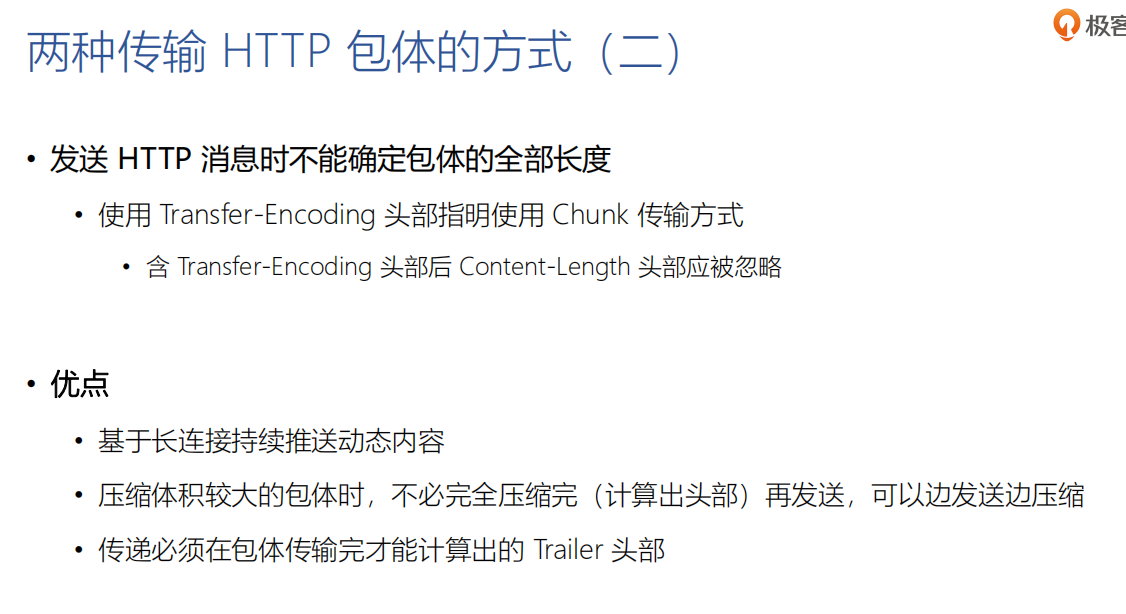 极客
两种传输 HTTP 包体的方式（二）
• 发送 HTTP 消息时不能确定包体的全部长度
• 使用 Transfer-Encoding 头部指明使用 Chunk 传输方式
• 含 Transfer-Encoding 头部后 Content-Length 头部应被忽略
• 优点
• 基于长连接持续推送动态内容
• 压缩体积较大的包体时，不必完全压缩完（计算出头部）再发送，可以边发送边压缩
• 传递必须在包体传输完才能计算出的 Trailer 头部